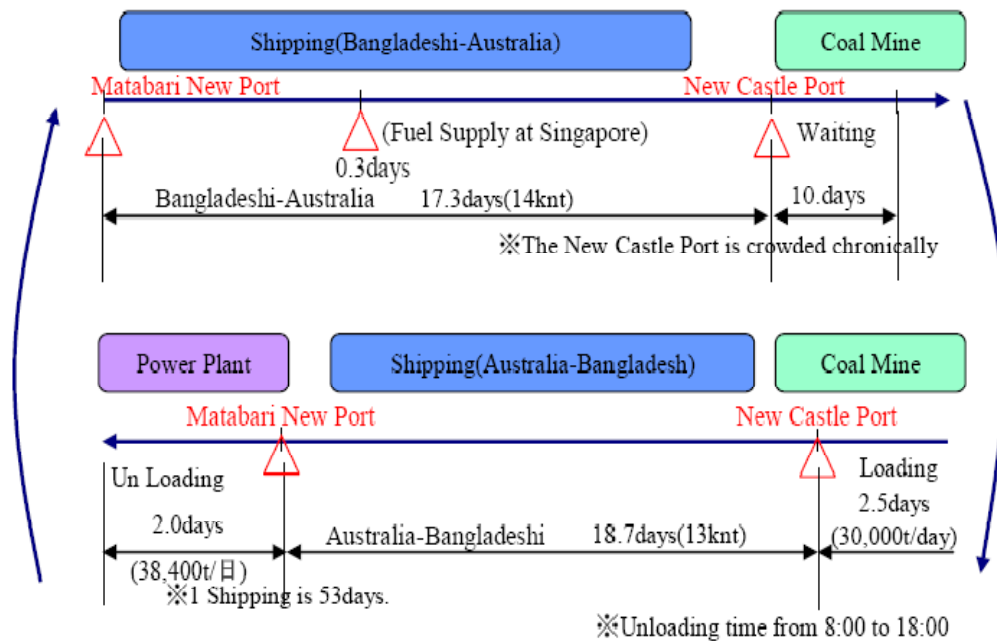 Shipping(Bangladeshi-Australia)
Coal Mine
Matabari New Port
New Castle Port
(Fuel Supply at Singapore)
Waiting
0.3days
Bangladeshi-Australia 17.3days(14knt)
10.days
※The New Castle Port is crowded chronically
Power Plant
Shipping(Australia-Bangladesh)
Coal Mine
Matabari New Port
New Castle Port
Un Loading
Loading
2.0days
2.5days
Australia-Bangladeshi 18.7days(13knt)
(30,000t/day)
(38,400t/日)
※1 Shipping is 53days.
※Unloading time from 8:00 to 18:00